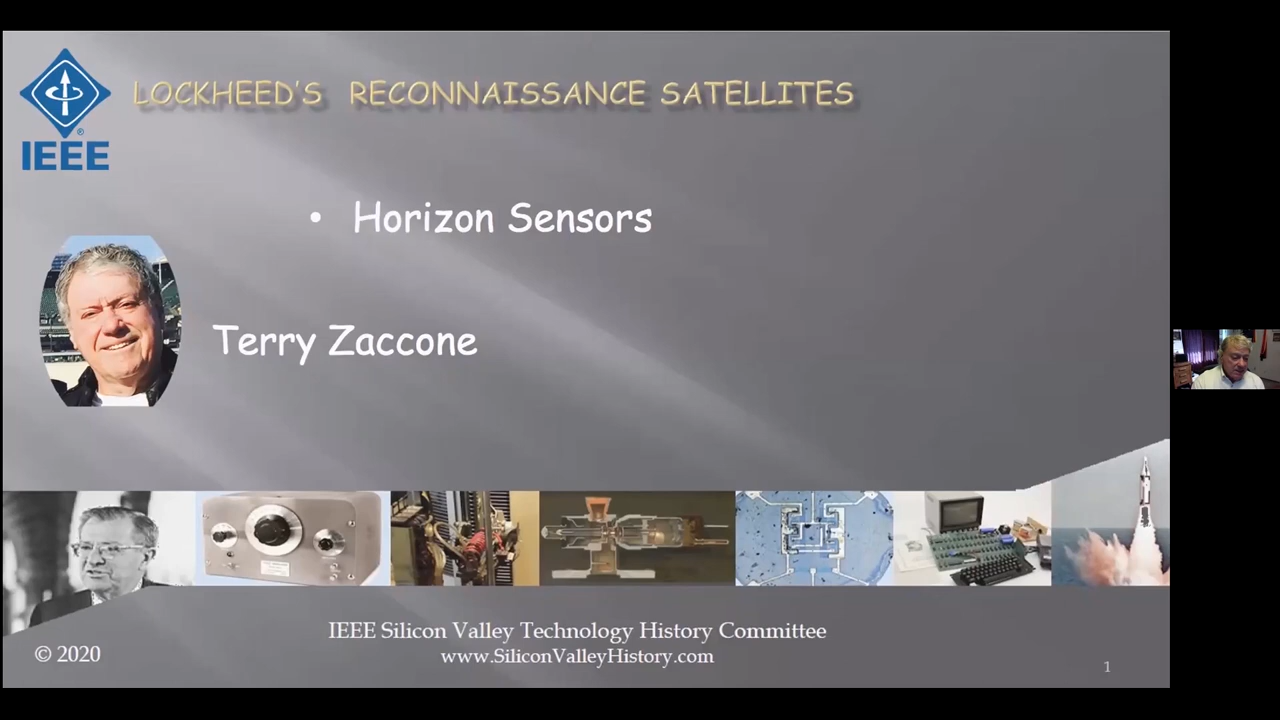 IEEE
LOCKHEED'S RECONNAISSANCE SATELLITES
• Horizon Sensors
Terry Zaccone
IEEE Silicon Valley Technology History Committee
www.SiliconValleyHistory.com
© 2020
1